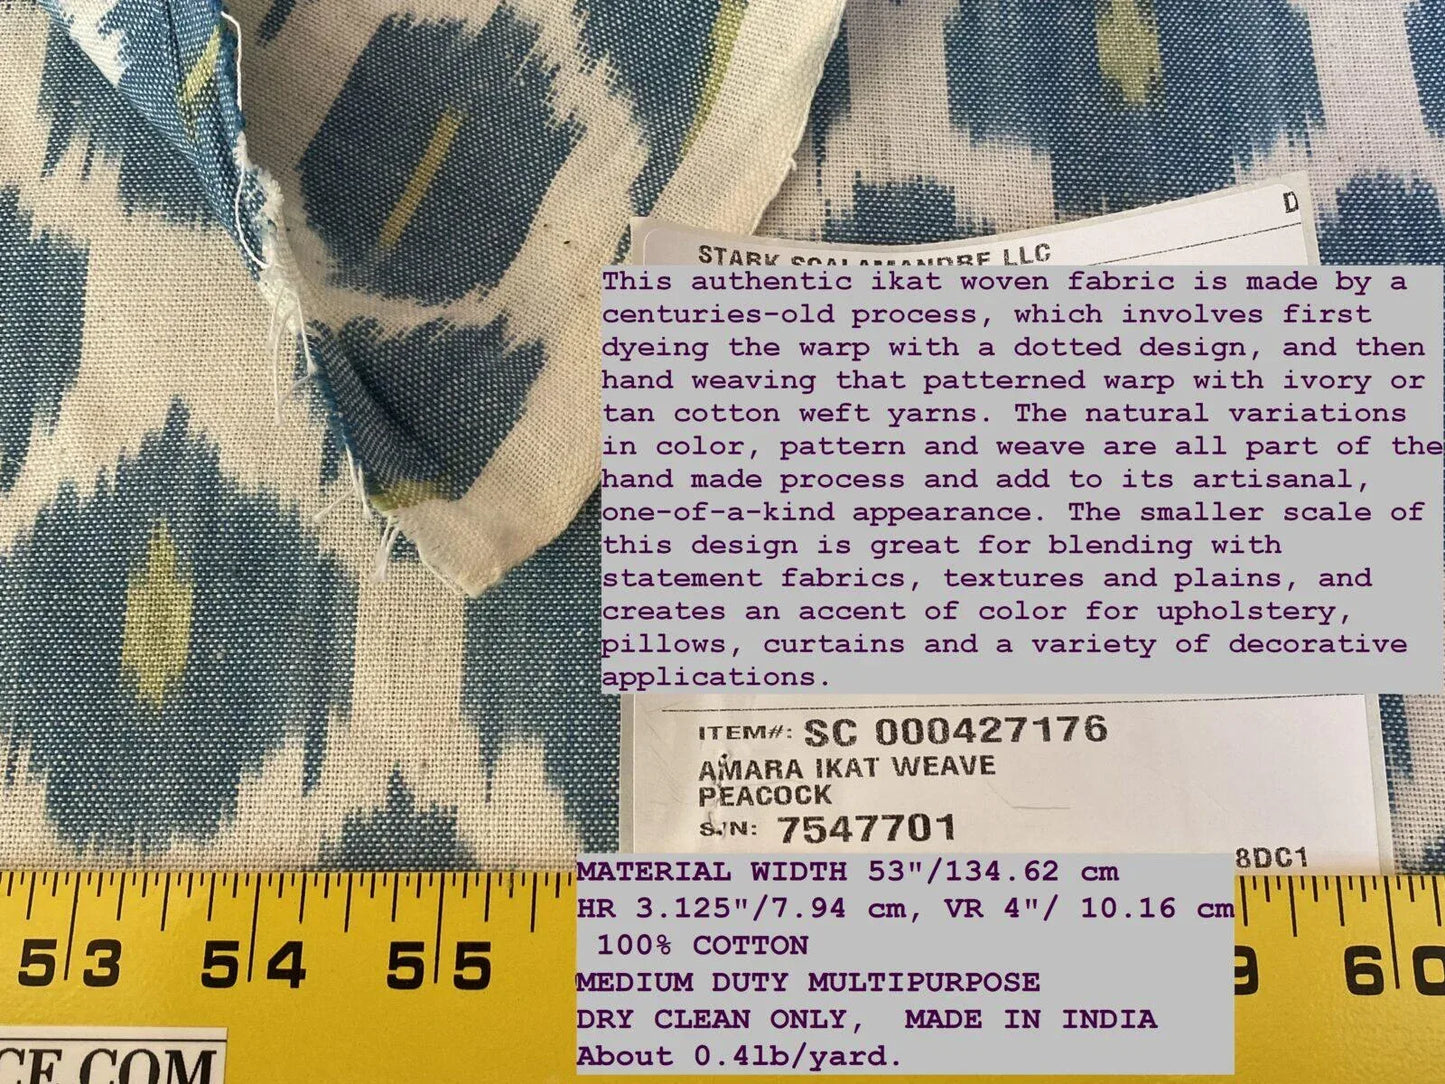 D
STARK SCALAMANDRE LLC
This authentic ikat woven fabric is made by a
centuries-old process, which involves first
dyeing the warp with a dotted design, and then
hand weaving that patterned warp with ivory or
tan cotton weft yarns. The natural variations
in color, pattern and weave are all part of the
hand made process and add to its artisanal,
one-of-a-kind appearance. The smaller scale of
this design is great for blending with
statement fabrics, textures and plains, and
creates an accent of color for upholstery,
pillows, curtains and a variety of decorative
applications.
ITEM#: SC 000427176
AMARA IKAT WEAVE
PEACOCK
S/N: 7547701
8DC1
MATERIAL WIDTH 53"/134.62 cm
HR 3.125"/7.94 cm, VR 4"/ 10.16 cm
100% COTTON
MEDIUM DUTY MULTIPURPOSE
DRY CLEAN ONLY, MADE IN INDIA
About 0.4lb/yard.
53 54 55 9 60
CE.COM